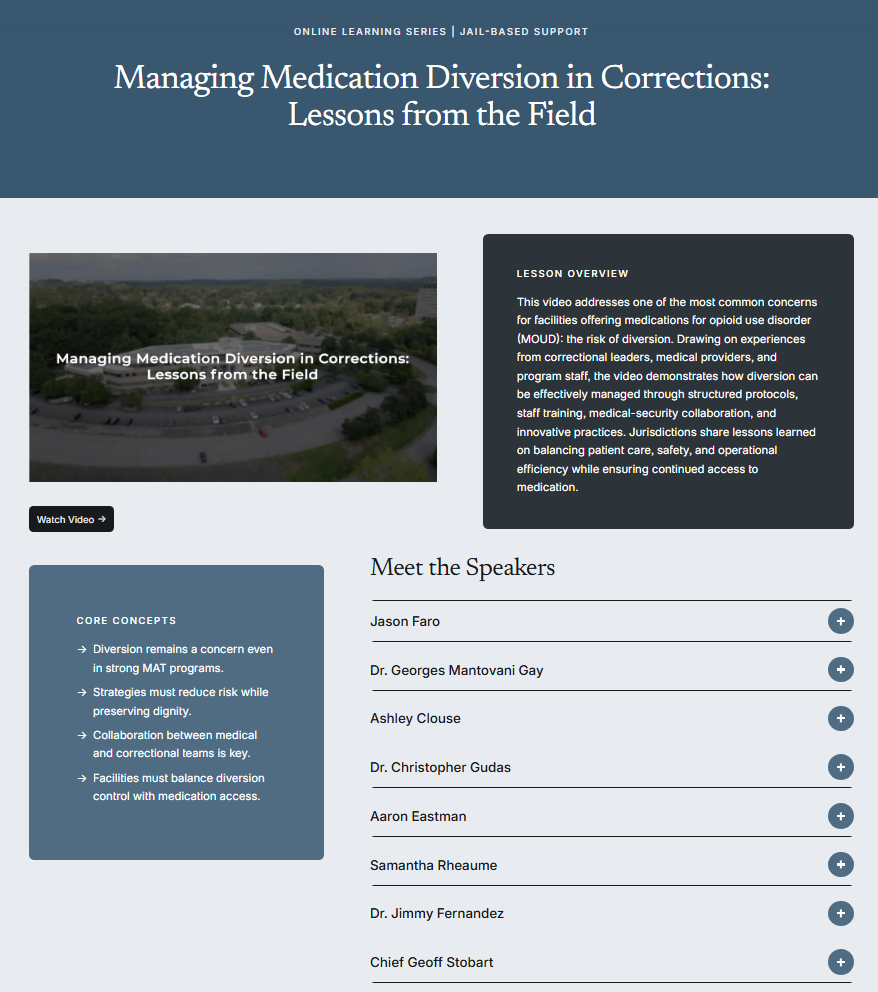 ONLINE LEARNING SERIES | JAIL-BASED SUPPORT
Managing Medication Diversion in Corrections:
Lessons from the Field
Managing Medication Diversion in Corrections:
Lessons from the Field
Watch Video →
LESSON OVERVIEW
This video addresses one of the most common concerns
for facilities offering medications for opioid use disorder
(MOUD): the risk of diversion. Drawing on experiences
from correctional leaders, medical providers, and
program staff, the video demonstrates how diversion can
be effectively managed through structured protocols,
staff training, medical-security collaboration, and
innovative practices. Jurisdictions share lessons learned
on balancing patient care, safety, and operational
efficiency while ensuring continued access to
medication.
CORE CONCEPTS
→ Diversion remains a concern even
in strong MAT programs.
→ Strategies must reduce risk while
preserving dignity.
→ Collaboration between medical
and correctional teams is key.
→ Facilities must balance diversion
control with medication access.
Meet the Speakers
Jason Faro
Dr. Georges Mantovani Gay
Ashley Clouse
Dr. Christopher Gudas
Aaron Eastman
Samantha Rheaume
Dr. Jimmy Fernandez
Chief Geoff Stobart